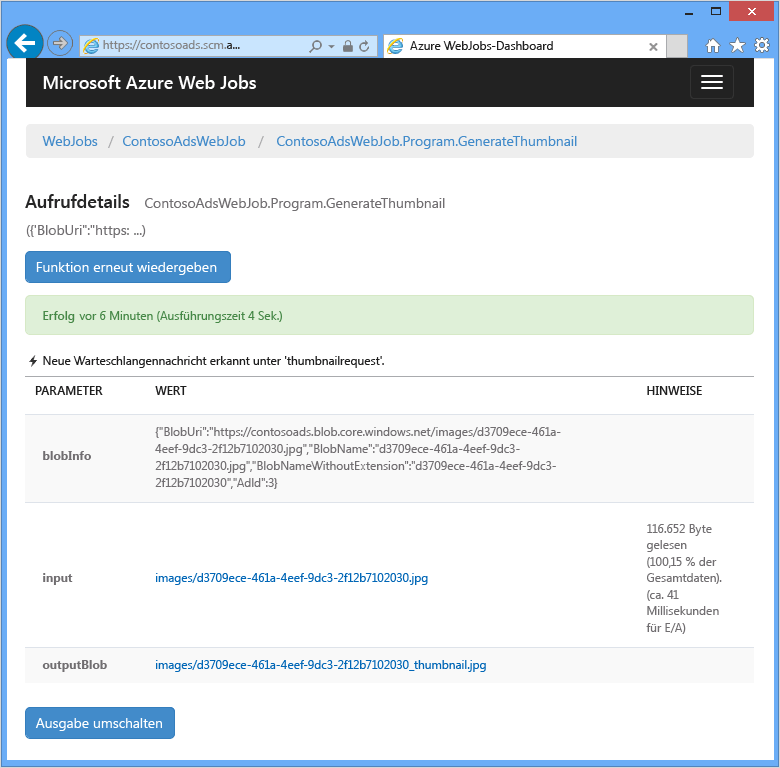 https://contosoads.scm.a...
Azure WebJobs-Dashboard
Microsoft Azure Web Jobs
WebJobs / ContosoAdsWebJob / ContosoAdsWebJob.Program.GenerateThumbnail
Aufrufdetails ContosoAdsWebJob.Program.GenerateThumbnail
({'BlobUri":"https: ...)
Funktion erneut wiedergeben
Erfolg vor 6 Minuten (Ausführungszeit 4 Sek.)
Neue Warteschlangennachricht erkannt unter 'thumbnailrequest'.
PARAMETER WERT HINWEISE
blobInfo
{"BlobUri":"https://contosoads.blob.core.windows.net/images/d3709ece-461a-
4eef-9dc3-2f12b7102030.jpg","BlobName":"d3709ece-461a-4eef-9dc3-
2f12b7102030.jpg","BlobNameWithoutExtension":"d3709ece-461a-4eef-9dc3-
2f12b7102030","AdId":3}
input
images/d3709ece-461a-4eef-9dc3-2f12b7102030.jpg
116.652 Byte
gelesen
(100,15 % der
Gesamtdaten).
(ca. 41
Millisekunden
für E/A)
outputBlob
images/d3709ece-461a-4eef-9dc3-2f12b7102030_thumbnail.jpg
Ausgabe umschalten